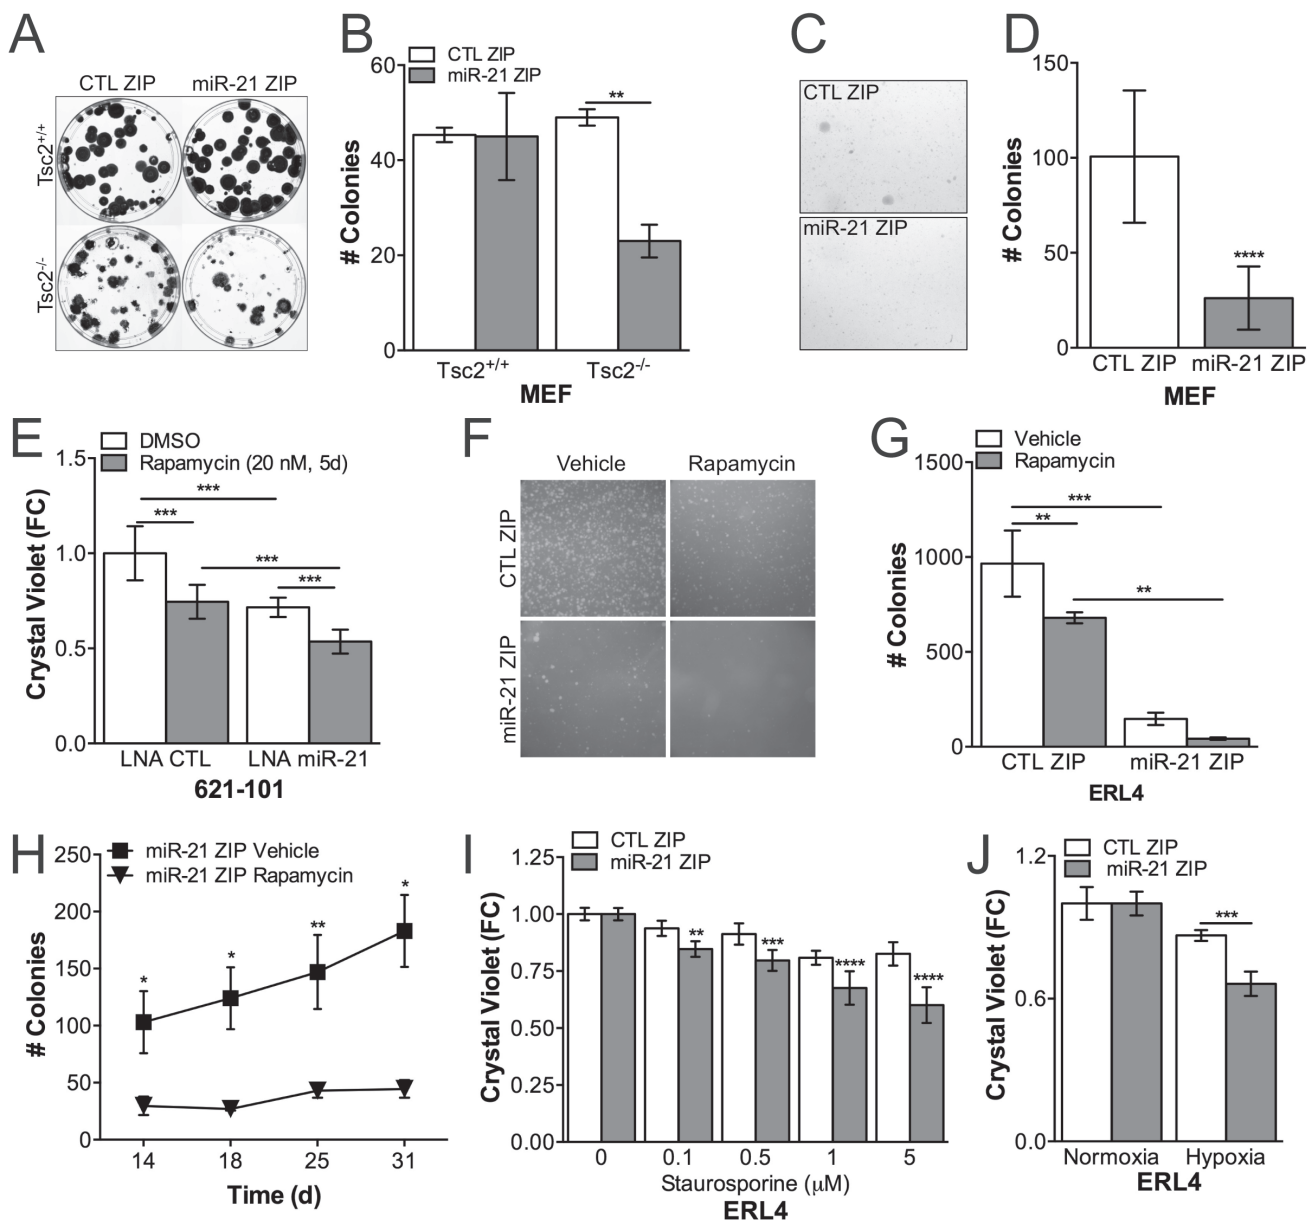 A
CTL ZIP
miR-21 ZIP
Tsc2+/+
Tsc2-/-
B
CTL ZIP
miR-21 ZIP
# Colonies
60
40
20
0
**
Tsc2+/+
Tsc2-/-
MEF
C
CTL ZIP
miR-21 ZIP
D
# Colonies
150
100
50
0
****
CTL ZIP
miR-21 ZIP
MEF
E
DMSO
Rapamycin (20 nM, 5d)
Crystal Violet (FC)
1.5
1.0
0.5
0.0
***
***
***
***
LNA CTL
LNA miR-21
621-101
F
Vehicle
Rapamycin
CTL ZIP
miR-21 ZIP
G
Vehicle
Rapamycin
# Colonies
1500
1000
500
0
***
**
**
CTL ZIP
miR-21 ZIP
ERL4
H
miR-21 ZIP Vehicle
miR-21 ZIP Rapamycin
# Colonies
250
200
150
100
50
0
*
*
**
*
14
18
25
31
Time (d)
I
CTL ZIP
miR-21 ZIP
Crystal Violet (FC)
1.25
1.00
0.75
0.50
0.25
0.00
**
***
****
****
0
0.1
0.5
1
5
Staurosporine (μM)
ERL4
J
CTL ZIP
miR-21 ZIP
Crystal Violet (FC)
1.2
0.6
0.0
***
Normoxia
Hypoxia
ERL4